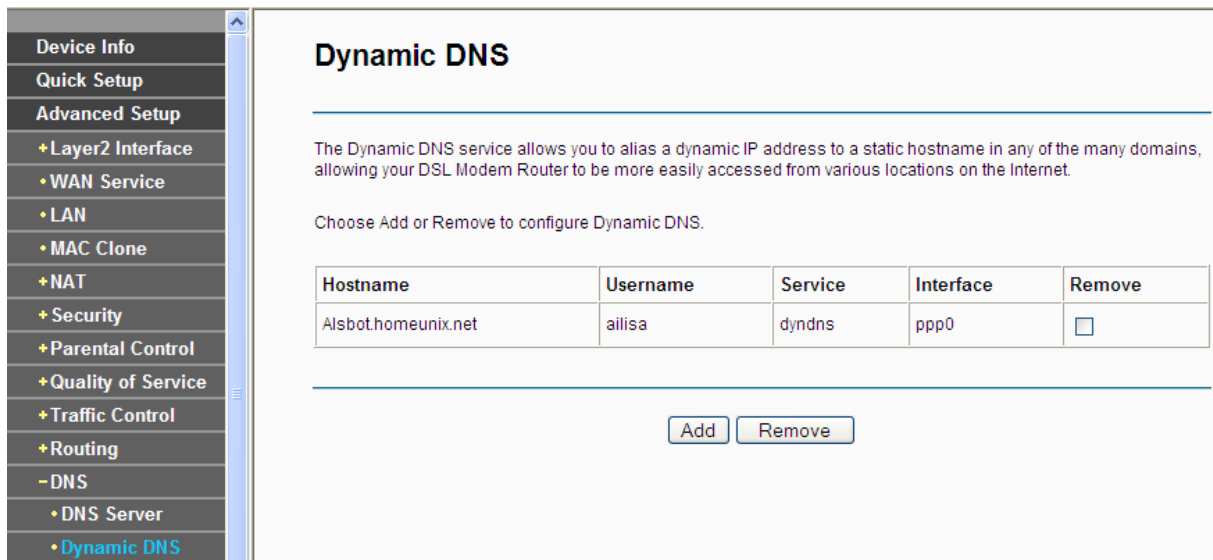 Device Info
Quick Setup
Advanced Setup
+Layer2 Interface
•WAN Service
•LAN
•MAC Clone
+NAT
+Security
+Parental Control
+Quality of Service
+Traffic Control
+Routing
-DNS
•DNS Server
•Dynamic DNS
Dynamic DNS
The Dynamic DNS service allows you to alias a dynamic IP address to a static hostname in any of the many domains,
allowing your DSL Modem Router to be more easily accessed from various locations on the Internet.
Choose Add or Remove to configure Dynamic DNS.
Hostname Username Service Interface Remove
Alsbot.homeunix.net ailisa dyndns ppp0
Add Remove